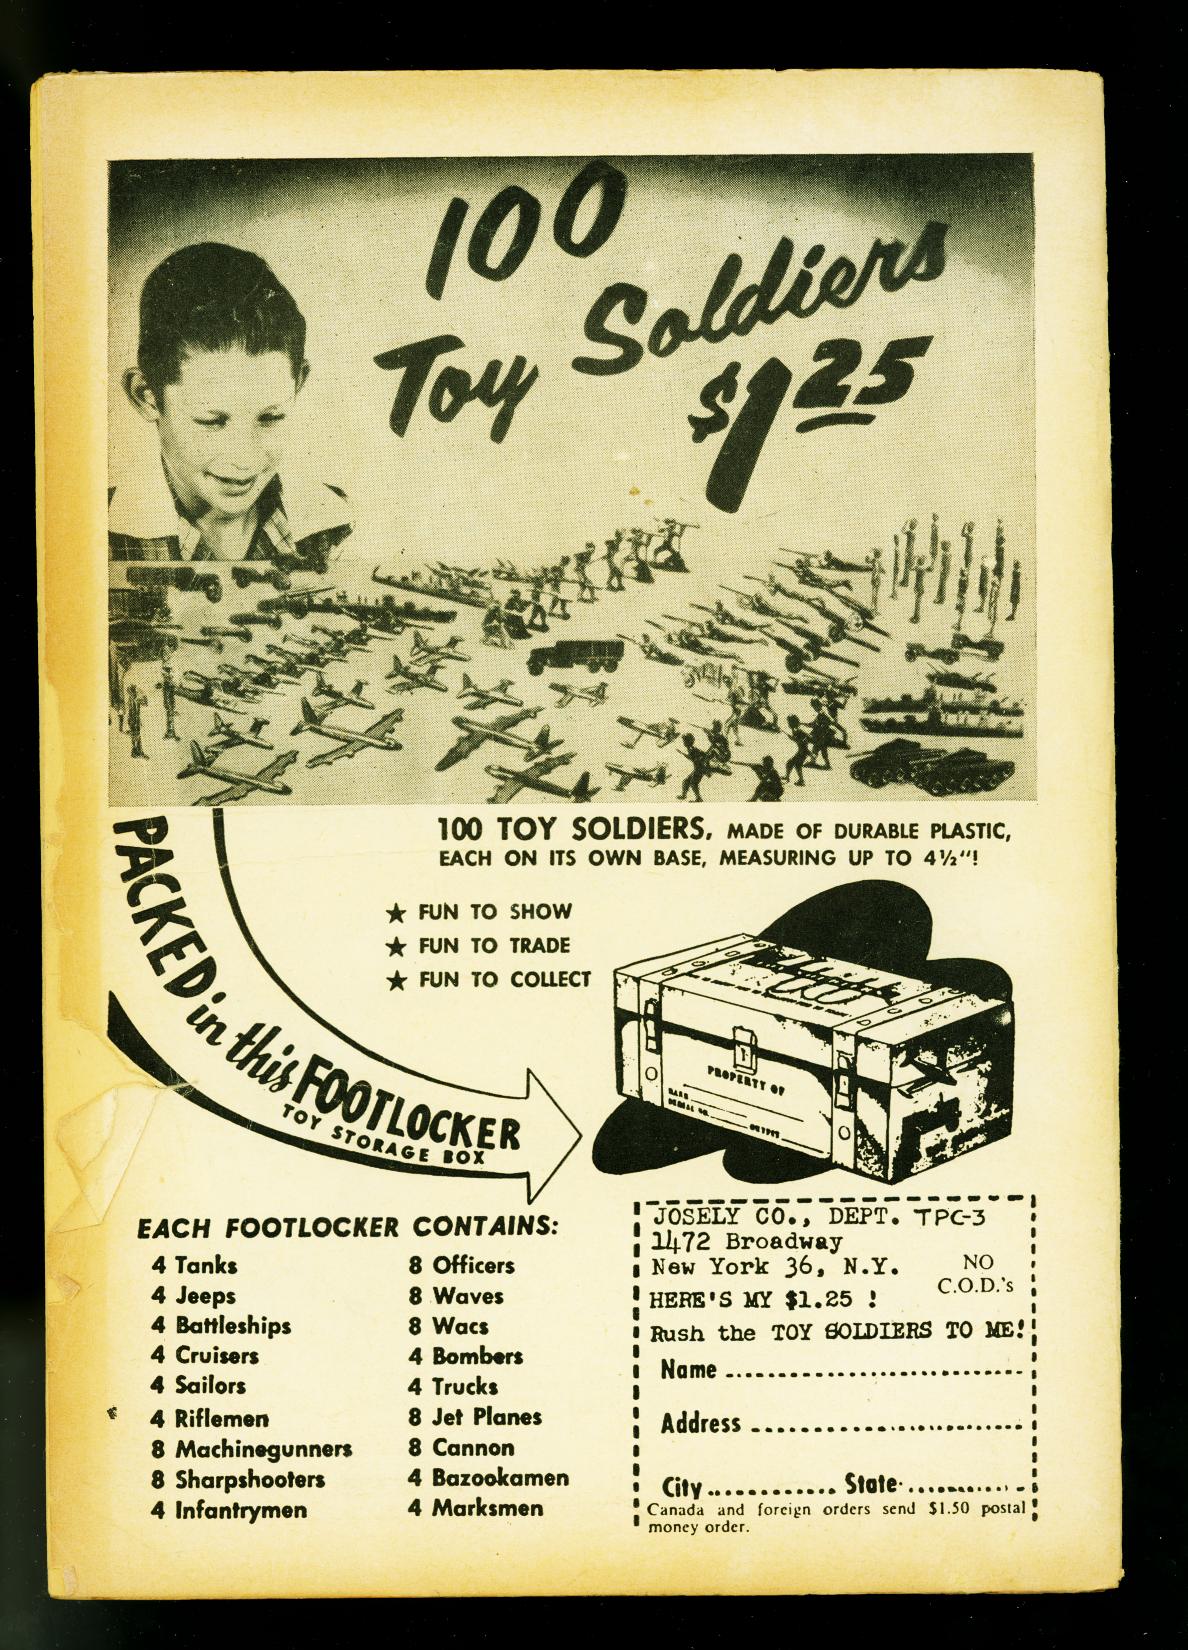 100
Toy Soldiers
$1.25
100 TOY SOLDIERS, MADE OF DURABLE PLASTIC,
EACH ON ITS OWN BASE, MEASURING UP TO 4½"!
★ FUN TO SHOW
★ FUN TO TRADE
★ FUN TO COLLECT
PACKED in this FOOTLOCKER
TOY STORAGE BOX
PROPERTY OF
EACH FOOTLOCKER CONTAINS:
4 Tanks
4 Jeeps
4 Battleships
4 Cruisers
4 Sailors
4 Riflemen
8 Machinegunners
8 Sharpshooters
4 Infantrymen
8 Officers
8 Waves
8 Wacs
4 Bombers
4 Trucks
8 Jet Planes
8 Cannon
4 Bazookamen
4 Marksmen
JOSELY CO., DEPT. TPC-3
1472 Broadway
New York 36, N.Y.
NO
C.O.D.'s
HERE'S MY $1.25 !
Rush the TOY SOLDIERS TO ME!
Name
Address
City............ State............
Canada and foreign orders send $1.50 postal
money order.